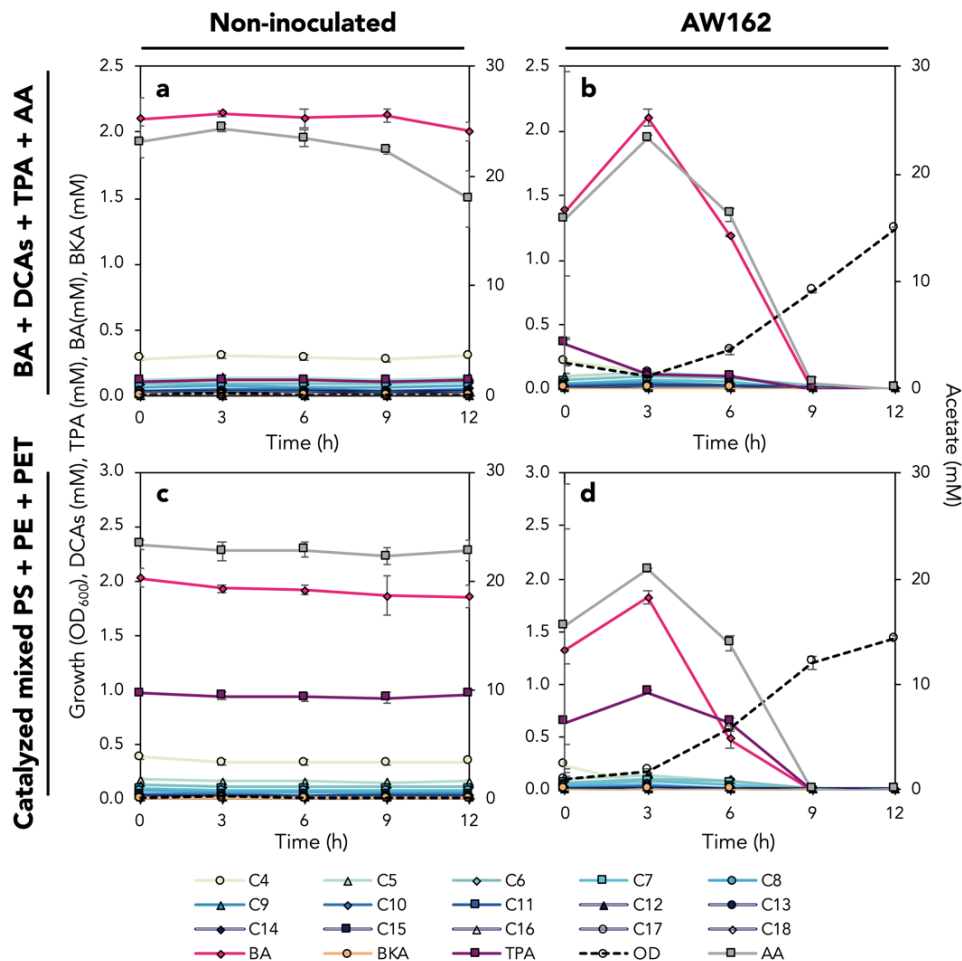 Non-inoculated
AW162
BA + DCAs + TPA + AA
Catalyzed mixed PS + PE + PET
Growth (OD600), DCAs (mM), TPA (mM), BA(mM), BKA (mM)
Acetate (mM)
a
2.5
2.0
1.5
1.0
0.5
0.0
30
20
10
0
0 3 6 9 12
Time (h)
b
2.5
2.0
1.5
1.0
0.5
0.0
30
20
10
0
0 3 6 9 12
Time (h)
c
3.0
2.5
2.0
1.5
1.0
0.5
0.0
30
20
10
0
0 3 6 9 12
Time (h)
d
3.0
2.5
2.0
1.5
1.0
0.5
0.0
30
20
10
0
0 3 6 9 12
Time (h)
C4 C5 C6 C7 C8
C9 C10 C11 C12 C13
C14 C15 C16 C17 C18
BA BKA TPA OD AA